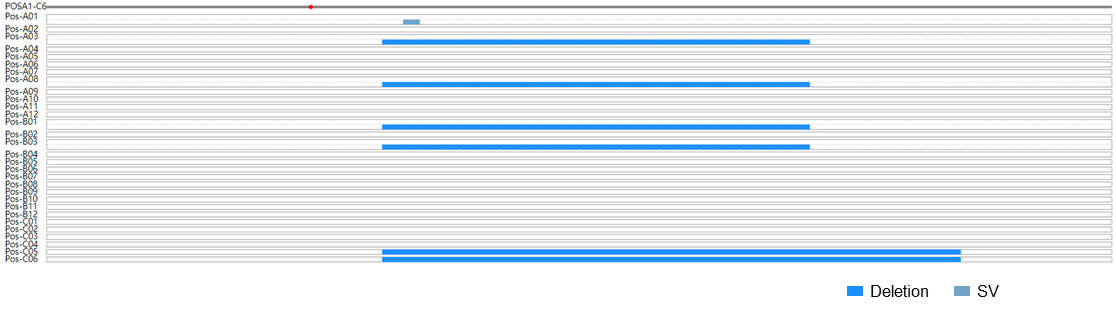 POSA1-C6
Pos-A01
Pos-A02
Pos-A03
Pos-A04
Pos-A05
Pos-A06
Pos-A07
Pos-A08
Pos-A09
Pos-A10
Pos-A11
Pos-A12
Pos-B01
Pos-B02
Pos-B03
Pos-B04
Pos-B05
Pos-B06
Pos-B07
Pos-B08
Pos-B09
Pos-B10
Pos-B11
Pos-B12
Pos-C01
Pos-C02
Pos-C03
Pos-C04
Pos-C05
Pos-C06
Deletion SV